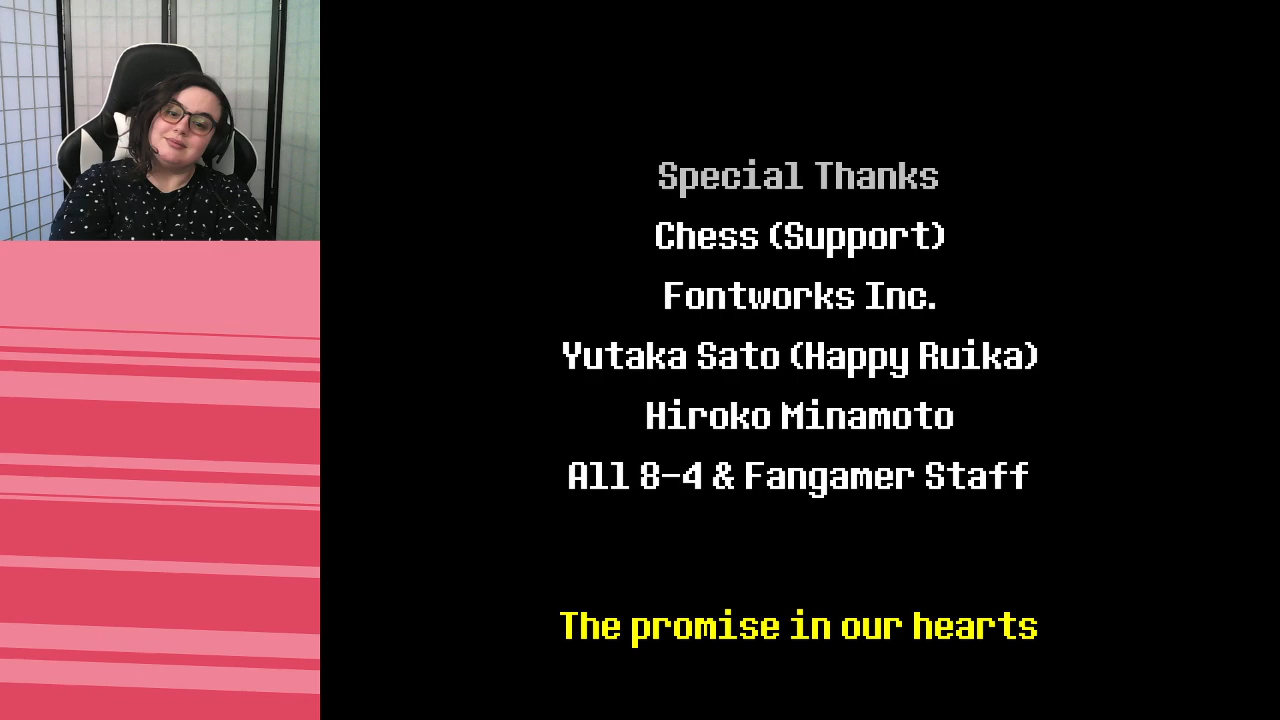 Special Thanks
Chess (Support)
Fontworks Inc.
Yutaka Sato (Happy Ruika)
Hiroko Minamoto
All 8-4 & Fangamer Staff
The promise in our hearts